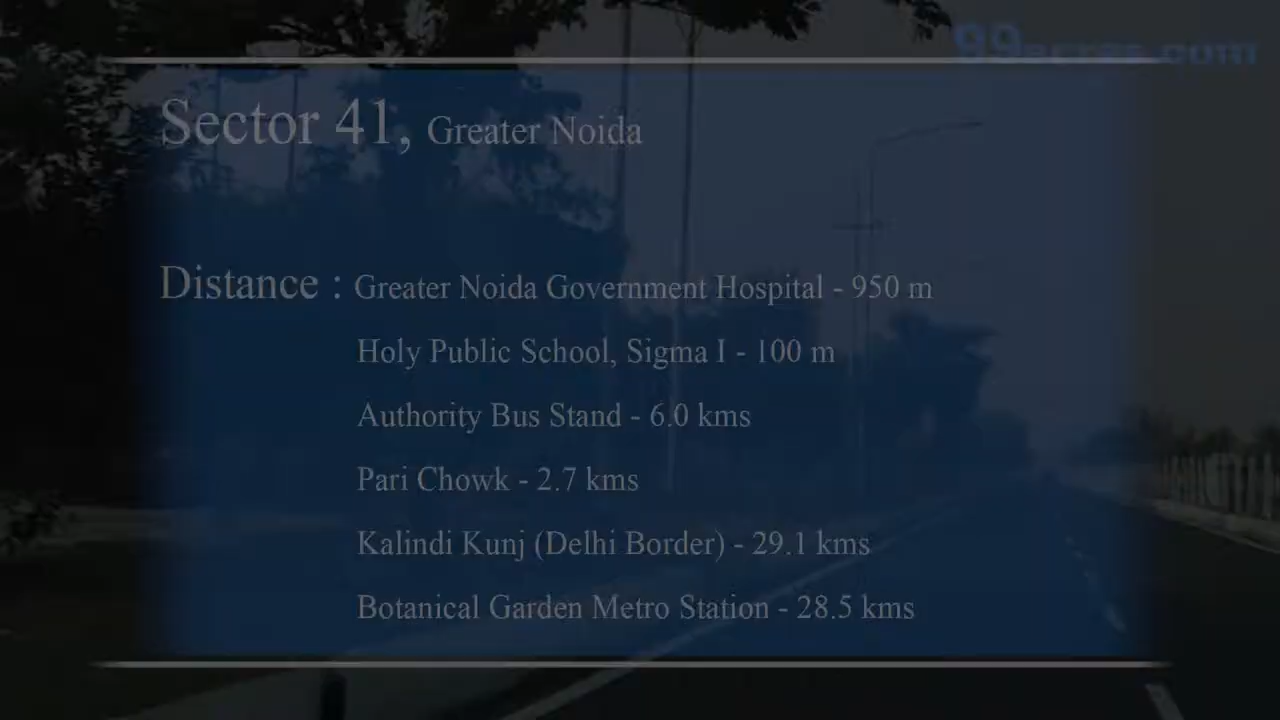 99acres.com
Sector 41, Greater Noida
Distance : Greater Noida Government Hospital - 950 m
Holy Public School, Sigma I - 100 m
Authority Bus Stand - 6.0 kms
Pari Chowk - 2.7 kms
Kalindi Kunj (Delhi Border) - 29.1 kms
Botanical Garden Metro Station - 28.5 kms